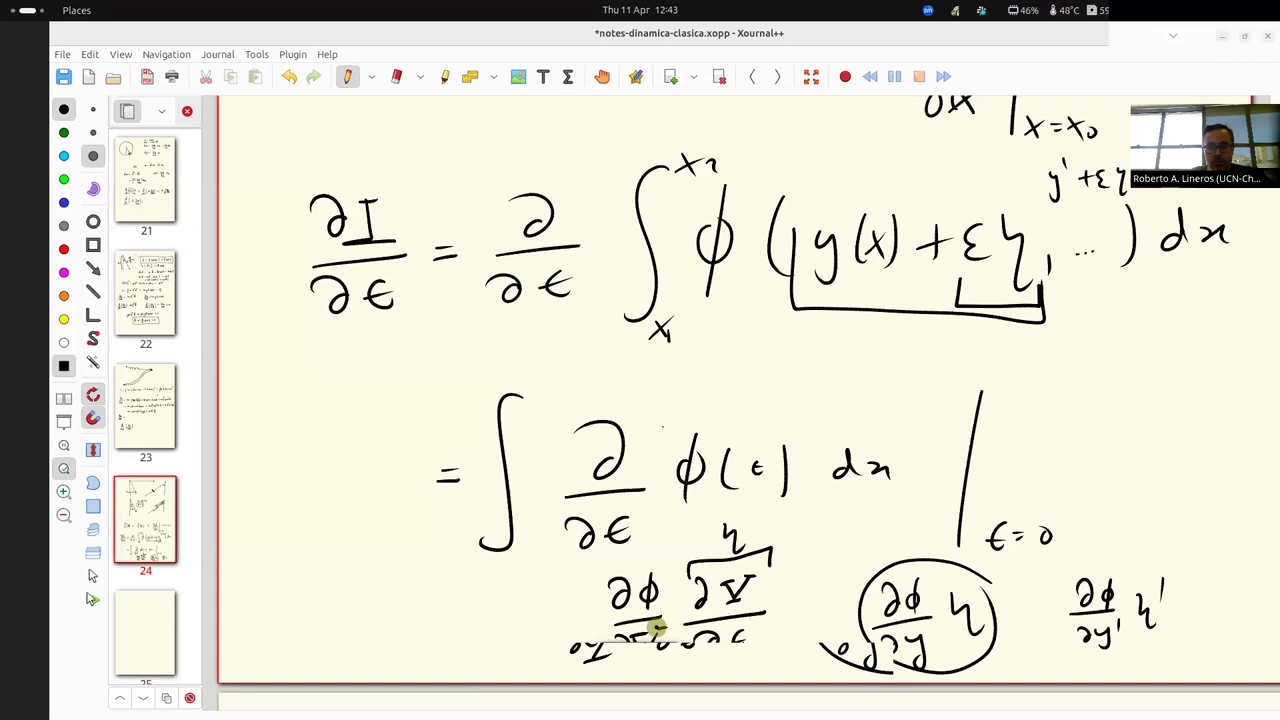 Places
Thu 11 Apr 12:43
46%
48°C
59
*notes-dinamica-clasica.xopp - Xournal++
File Edit View Navigation Journal Tools Plugin Help
21
22
23
24
25
∂x | x=x₀
Roberto A. Lineros (UCN-Ch...
y' + εη
∂I/∂ϵ = ∂/∂ϵ ∫_{x₁}^{x₂} ϕ (y(x) + εη, ...) dx
= ∫ ∂/∂ϵ ϕ(ϵ) dx |_{ϵ=0}
η
∂ϕ/∂Y ∂Y/∂ϵ ∂ϕ/∂y η ∂ϕ/∂y' η'